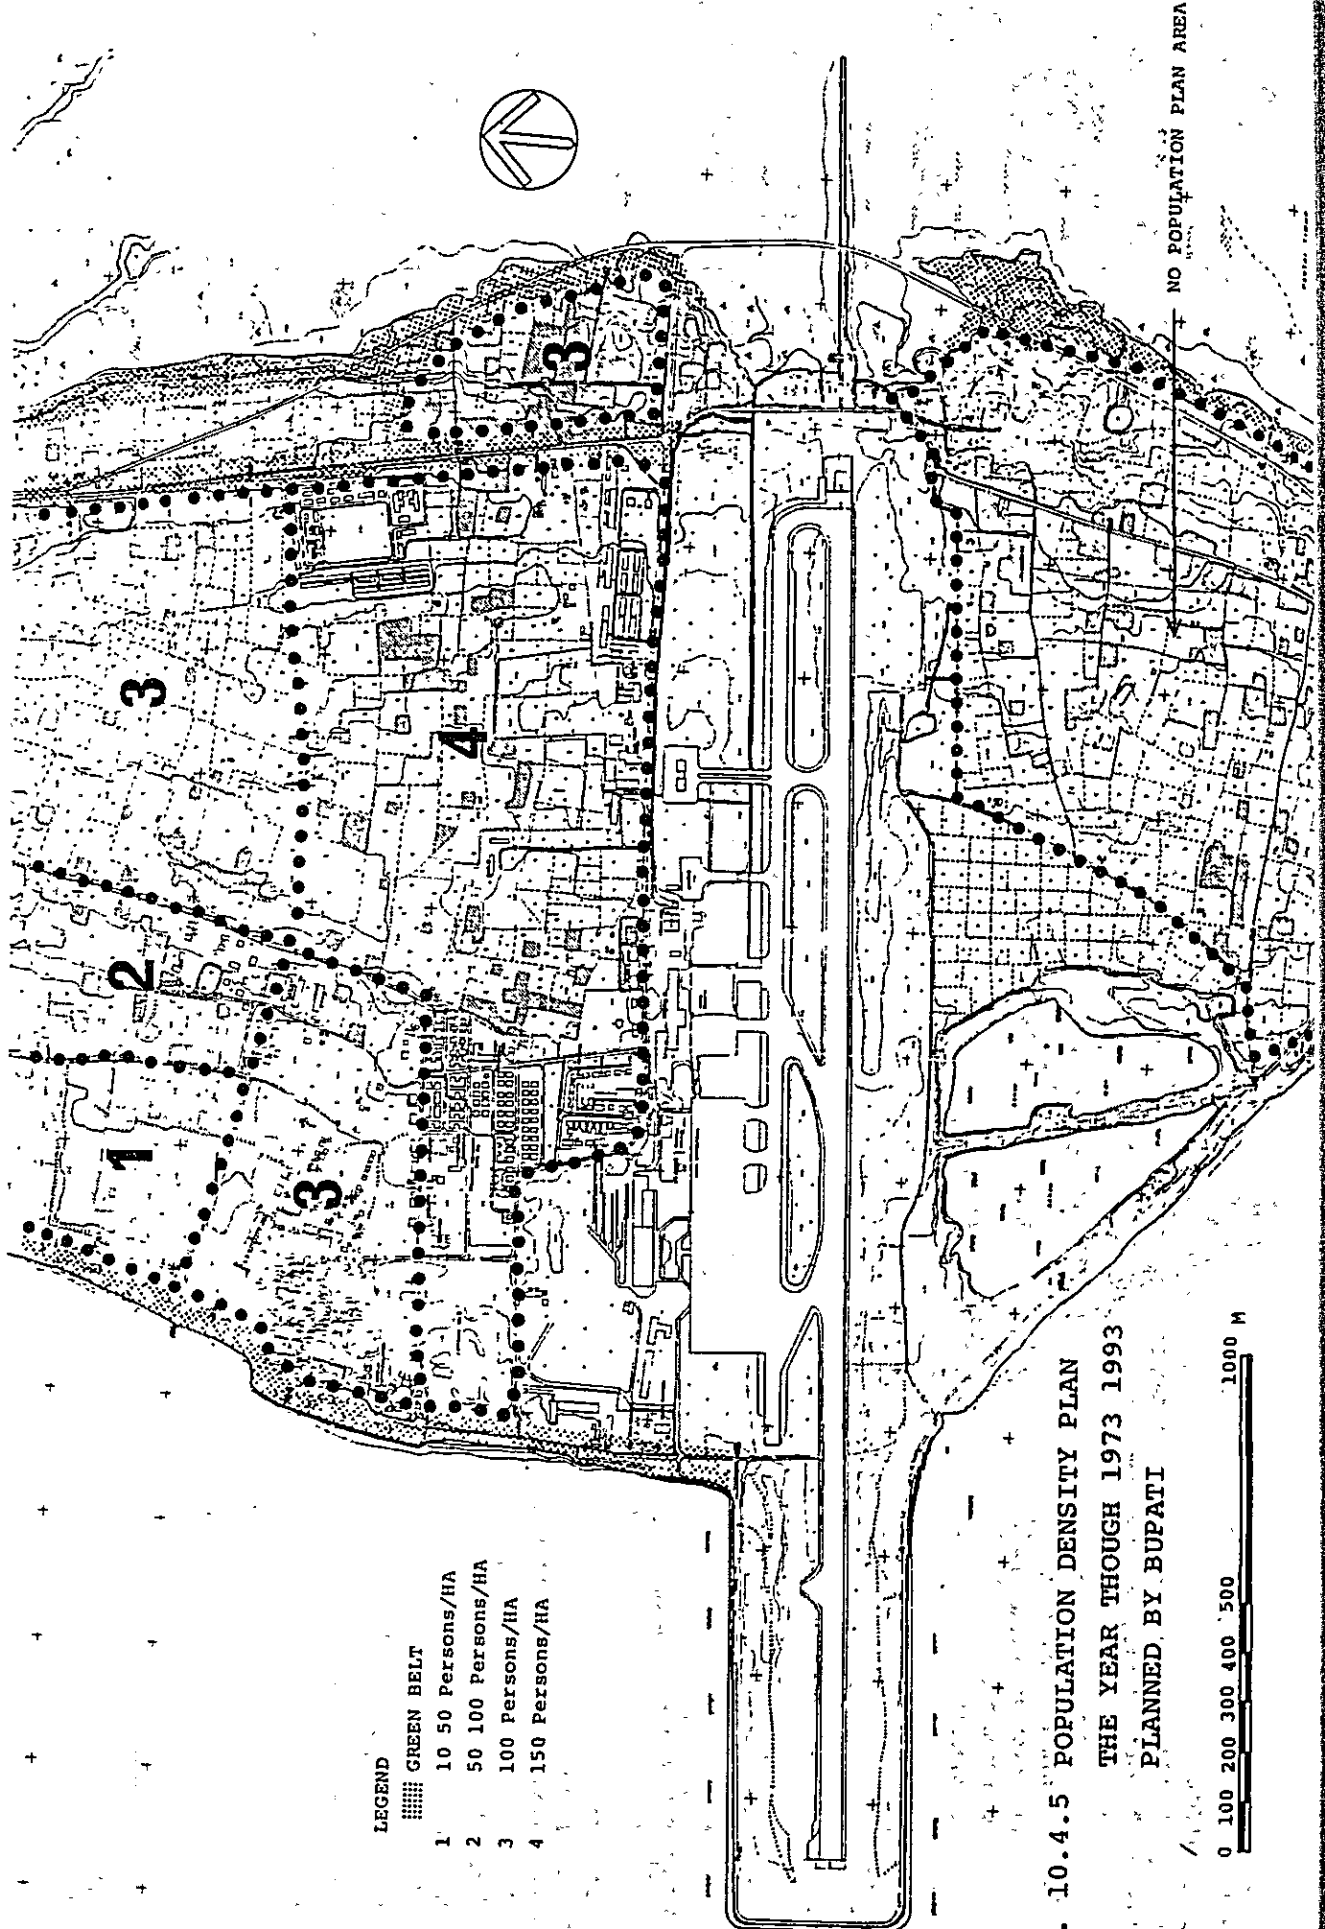 NO POPULATION PLAN AREA
3
3
4
2
1
3
LEGEND
GREEN BELT
1 10 50 Persons/HA
2 50 100 Persons/HA
3 100 Persons/HA
4 150 Persons/HA
10.4.5 POPULATION DENSITY PLAN
THE YEAR THOUGH 1973 1993
PLANNED BY BUPATI
0 100 200 300 400 500 1000 M